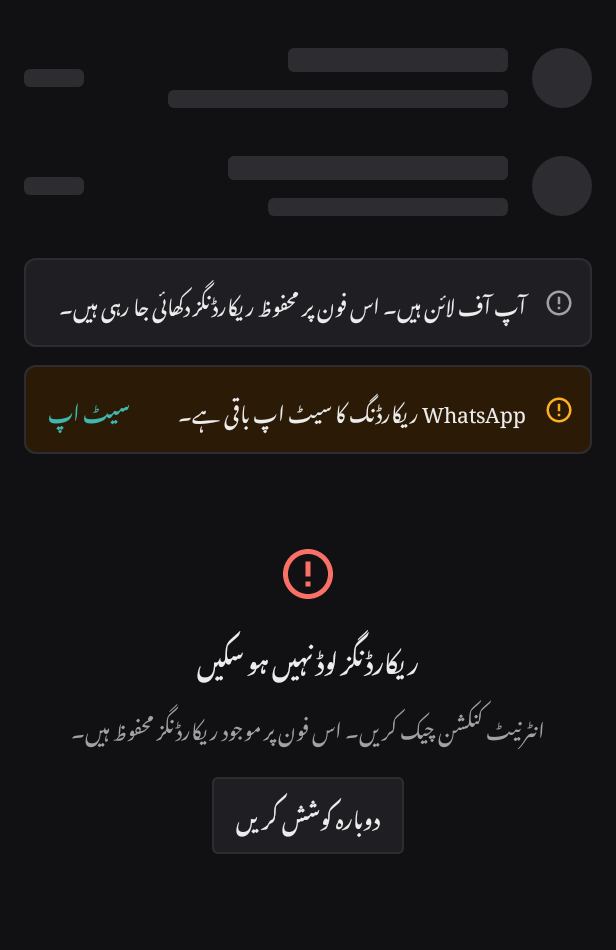 آپ آف لائن ہیں۔ اس فون پر محفوظ ریکارڈنگز دکھائی جا رہی ہیں۔
WhatsApp ریکارڈنگ کا سیٹ اپ باقی ہے۔ سیٹ اپ
ریکارڈنگز لوڈ نہیں ہو سکیں
انٹرنیٹ کنکشن چیک کریں۔ اس فون پر موجود ریکارڈنگز محفوظ ہیں۔
دوبارہ کوشش کریں